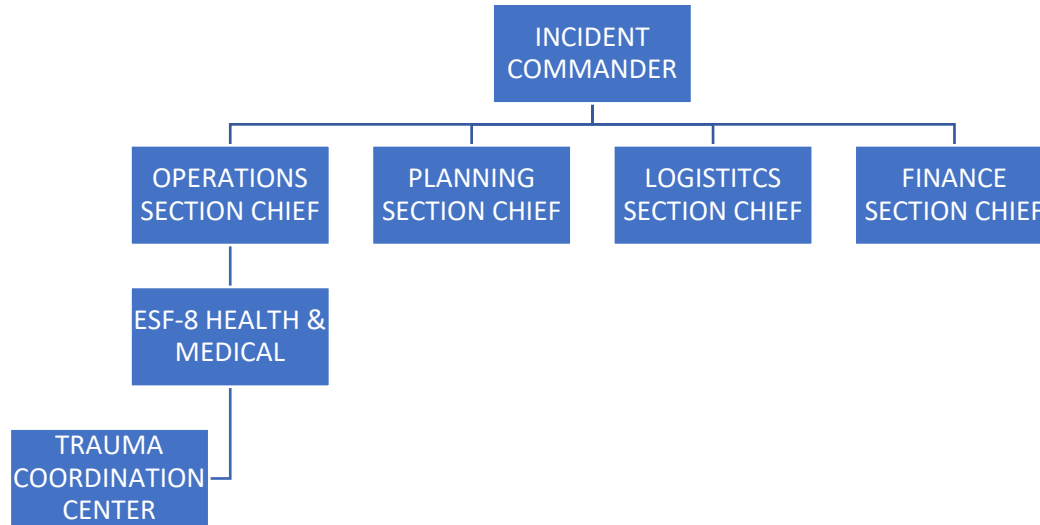 INCIDENT
COMMANDER
OPERATIONS
SECTION CHIEF
PLANNING
SECTION CHIEF
LOGISTITCS
SECTION CHIEF
FINANCE
SECTION CHIEF
ESF-8 HEALTH &
MEDICAL
TRAUMA
COORDINATION
CENTER